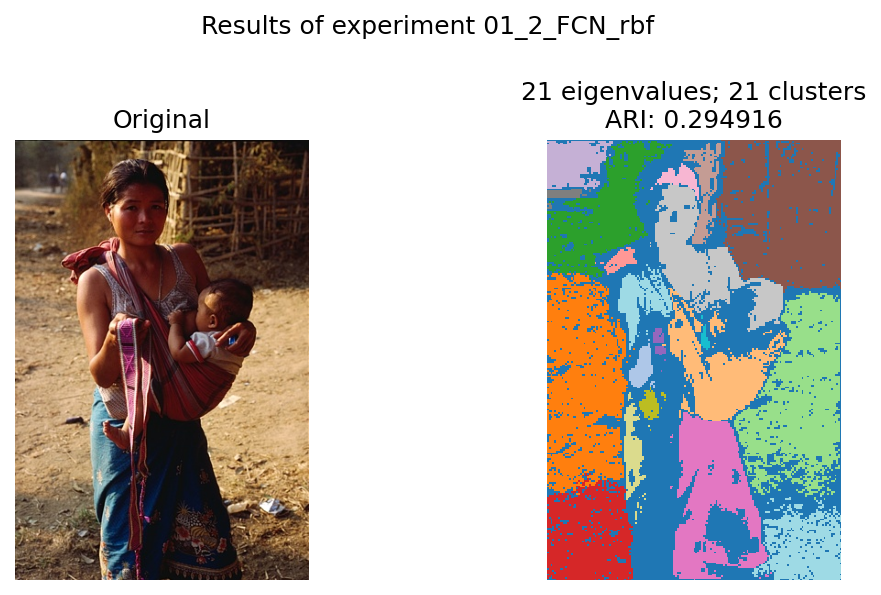 Results of experiment 01_2_FCN_rbf
Original
21 eigenvalues; 21 clusters
ARI: 0.294916